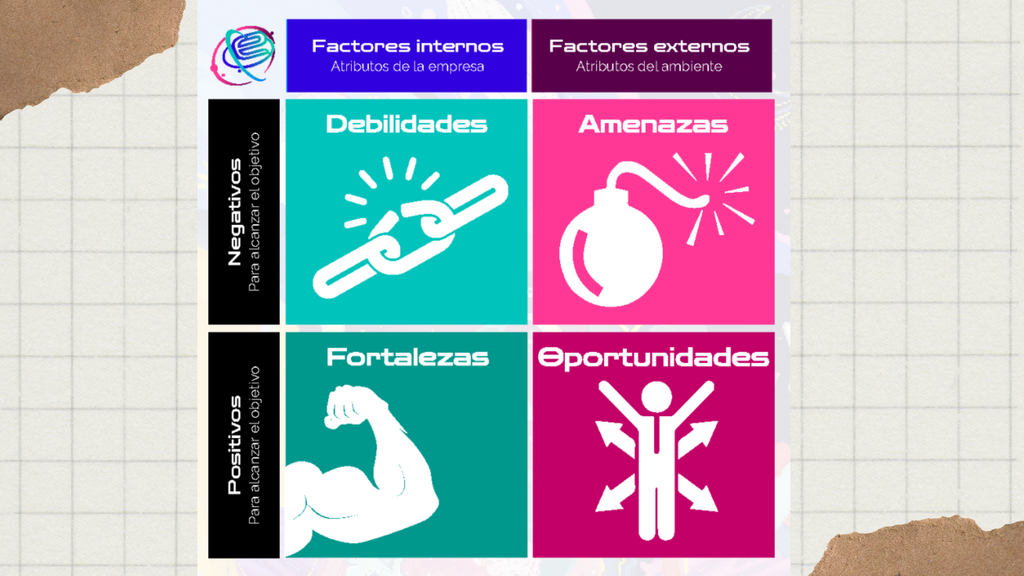 Factores internos
Atributos de la empresa
Factores externos
Atributos del ambiente
Negativos
Para alcanzar el objetivo
Debilidades
Amenazas
Positivos
Para alcanzar el objetivo
Fortalezas
Oportunidades